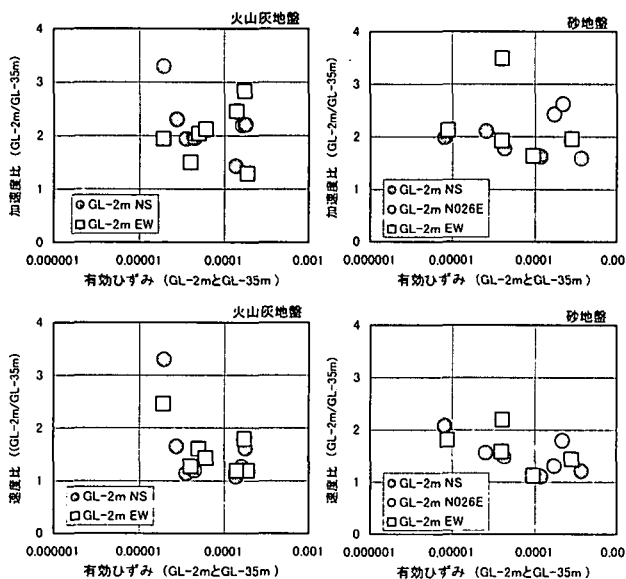 火山灰地盤
加速度比 (GL-2m/GL-35m)
4
3
2
1
0
GL-2m NS
GL-2m EW
0.000001
0.00001
0.0001
0.001
有効ひずみ (GL-2mとGL-35m)
砂地盤
加速度比 (GL-2m/GL-35m)
4
3
2
1
0
GL-2m NS
GL-2m N026E
GL-2m EW
0.000001
0.00001
0.0001
0.00
有効ひずみ (GL-2mとGL-35m)
火山灰地盤
速度比 ((GL-2m/GL-35m)
4
3
2
1
0
GL-2m NS
GL-2m EW
0.000001
0.00001
0.0001
0.001
有効ひずみ (GL-2mとGL-35m)
砂地盤
速度比 (GL-2m/GL-35m)
4
3
2
1
0
GL-2m NS
GL-2m N026E
GL-2m EW
0.000001
0.00001
0.0001
0.00
有効ひずみ (GL-2mとGL-35m)